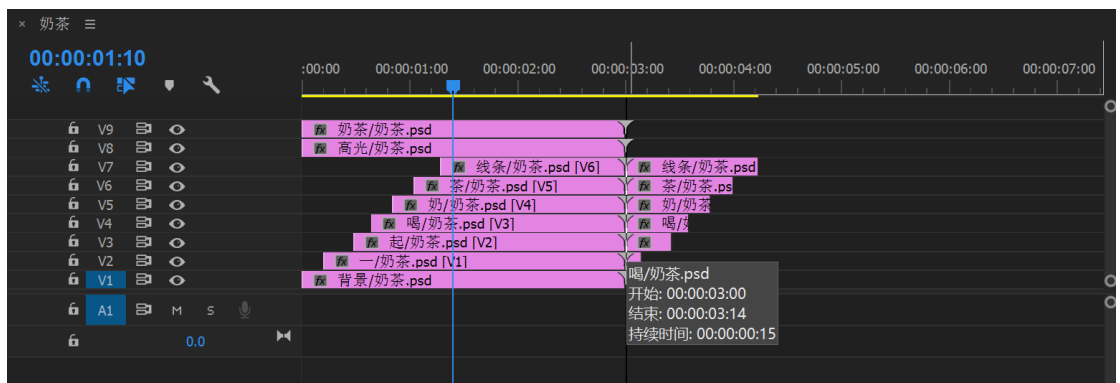 × 奶茶 ≡
00:00:01:10
:00:00 00:00:01:00 00:00:02:00 00:00:03:00 00:00:04:00 00:00:05:00 00:00:06:00 00:00:07:00
V9 fx 奶茶/奶茶.psd
V8 fx 高光/奶茶.psd
V7 fx 线条/奶茶.psd [V6] fx 线条/奶茶.psd
V6 fx 茶/奶茶.psd [V5] fx 茶/奶茶.ps
V5 fx 奶/奶茶.psd [V4] fx 奶/奶茶
V4 fx 喝/奶茶.psd [V3] fx 喝/
V3 fx 起/奶茶.psd [V2] fx
V2 fx 一/奶茶.psd [V1]
V1 fx 背景/奶茶.psd
喝/奶茶.psd
开始: 00:00:03:00
结束: 00:00:03:14
持续时间: 00:00:00:15
A1 M S
0.0